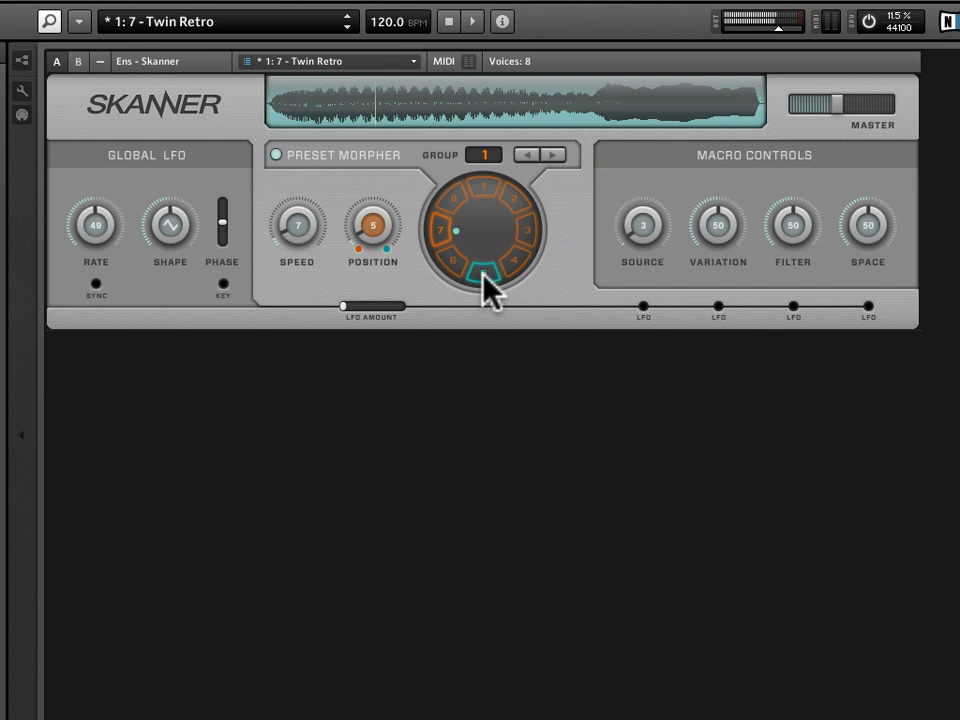 * 1: 7 - Twin Retro
120.0 BPM
OUT
MIDI
CPU
11.5 %
44100
N
A B
Ens - Skanner
* 1: 7 - Twin Retro
MIDI
Voices: 8
SKANNER
MASTER
GLOBAL LFO
PRESET MORPHER
GROUP 1
MACRO CONTROLS
49
RATE
SHAPE
PHASE
SYNC
KEY
7
SPEED
5
POSITION
LFO AMOUNT
1
2
3
4
6
7
8
3
SOURCE
50
VARIATION
50
FILTER
50
SPACE
LFO
LFO
LFO
LFO